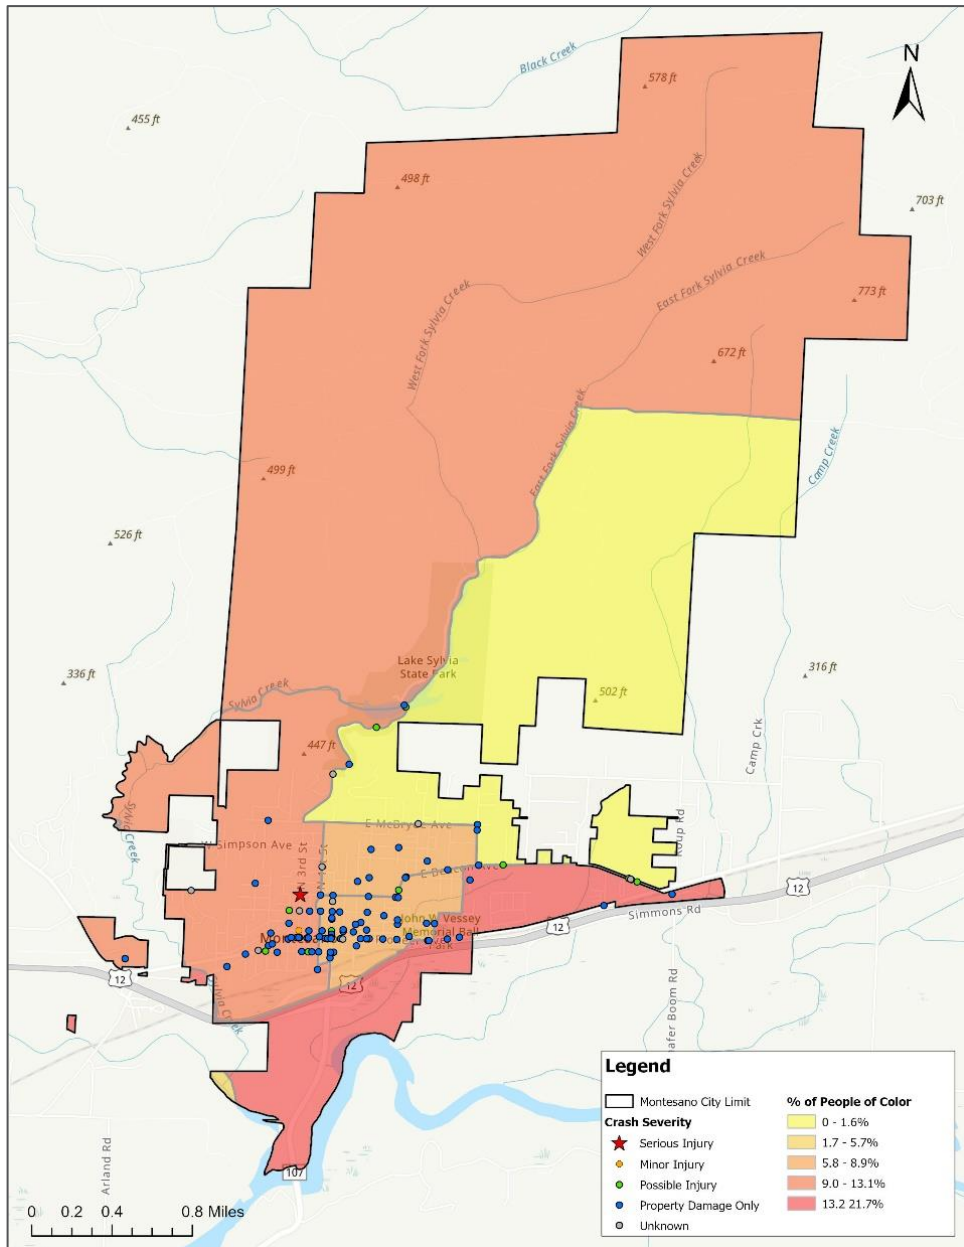 N
578 ft
Black Creek
455 ft
498 ft
703 ft
West Fork Sylvia Creek
East Fork Sylvia Creek
773 ft
West Fork Sylvia Creek
672 ft
East Fork Sylvia Creek
Camp Creek
499 ft
526 ft
Lake Sylvia
State Park
336 ft
316 ft
Sylvia Creek
502 ft
447 ft
Camp Crk
Sylvia Creek
E McBryde Ave
W Simpson Ave
N 3rd St
Roup Rd
E Beacon Ave
12
Simmons Rd
John W Vessey
Memorial Ball
Park
12
12
12
Sylvia Creek
107
Arland Rd
0 0.2 0.4 0.8 Miles
Legend
Montesano City Limit
Crash Severity
Serious Injury
Minor Injury
Possible Injury
Property Damage Only
Unknown
% of People of Color
0 - 1.6%
1.7 - 5.7%
5.8 - 8.9%
9.0 - 13.1%
13.2 21.7%